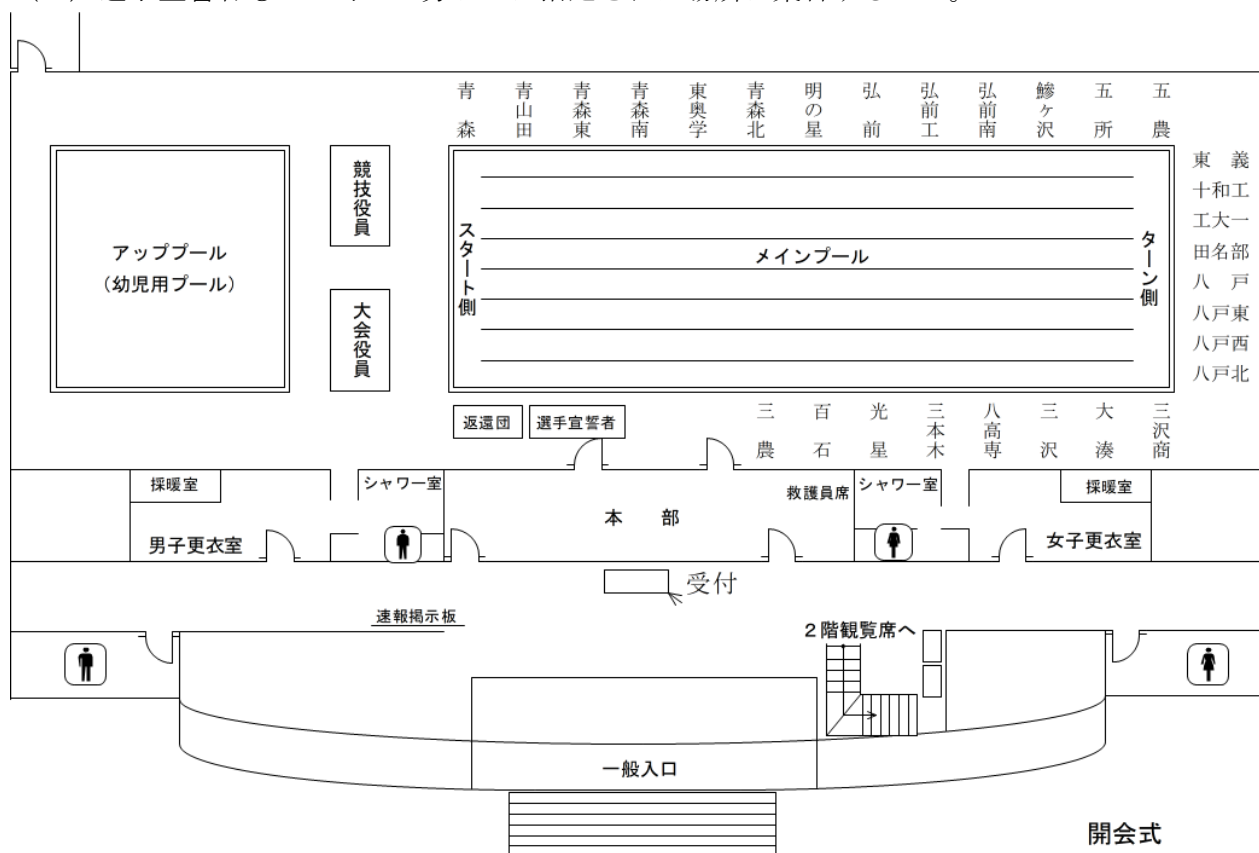 青森
青山田
青森東
青森南
東奥学
青森北
明の星
弘前
弘前工
弘前南
鰺ヶ沢
五所
五農
東義
十和工
工大一
田名部
八戸
八戸東
八戸西
八戸北
競技役員
大会役員
アッププール
(幼児用プール)
スタート側
メインプール
ターン側
返還団
選手宣誓者
三農
百石
光星
三本木
八高専
三沢
大湊
三沢商
採暖室
シャワー室
救護員席
シャワー室
採暖室
男子更衣室
本部
女子更衣室
受付
速報掲示板
2階観覧席へ
一般入口
開会式